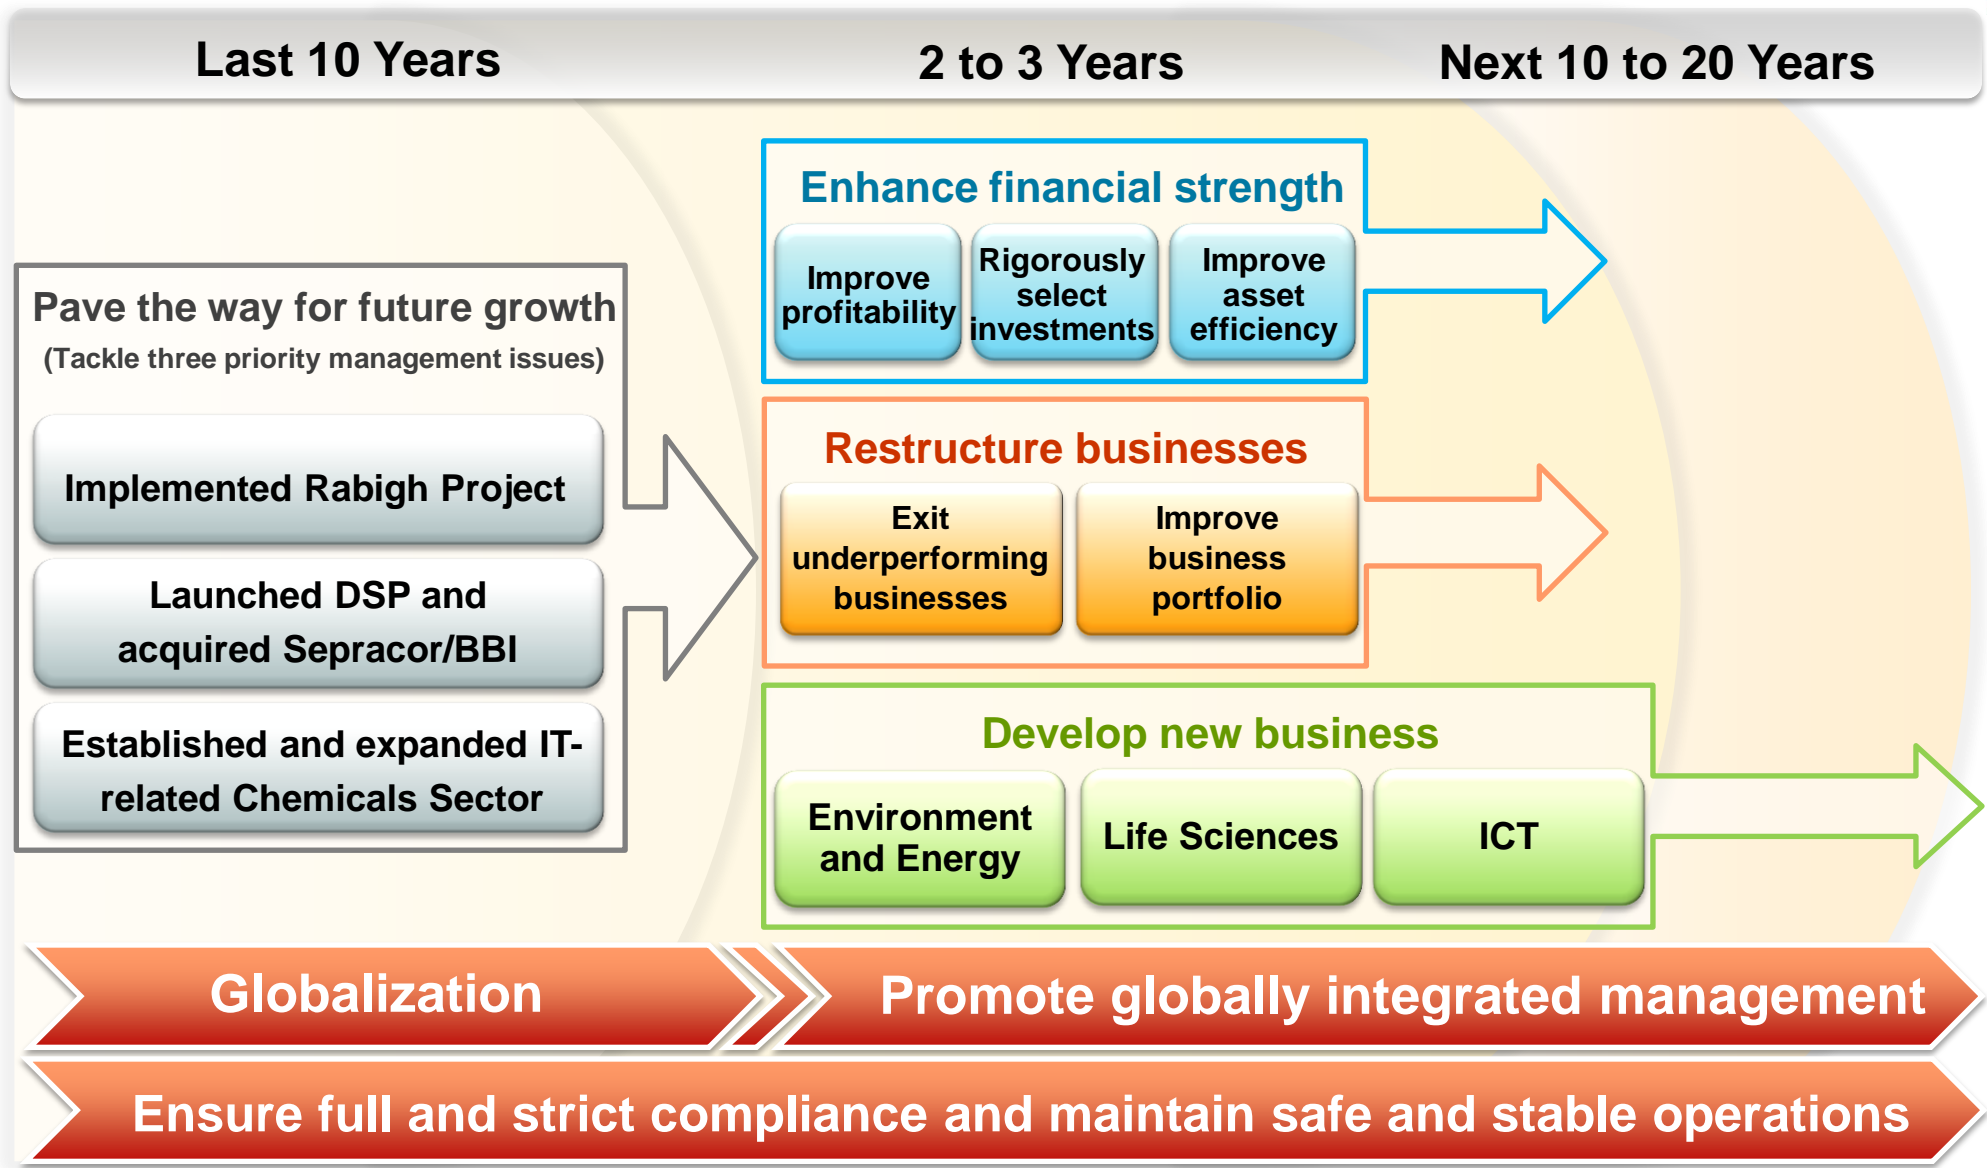 Last 10 Years
2 to 3 Years
Next 10 to 20 Years
Pave the way for future growth
(Tackle three priority management issues)
Implemented Rabigh Project
Launched DSP and
acquired Sepracor/BBI
Established and expanded IT-
related Chemicals Sector
Enhance financial strength
Improve
profitability
Rigorously
select
investments
Improve
asset
efficiency
Restructure businesses
Exit
underperforming
businesses
Improve
business
portfolio
Develop new business
Environment
and Energy
Life Sciences
ICT
Globalization
Promote globally integrated management
Ensure full and strict compliance and maintain safe and stable operations